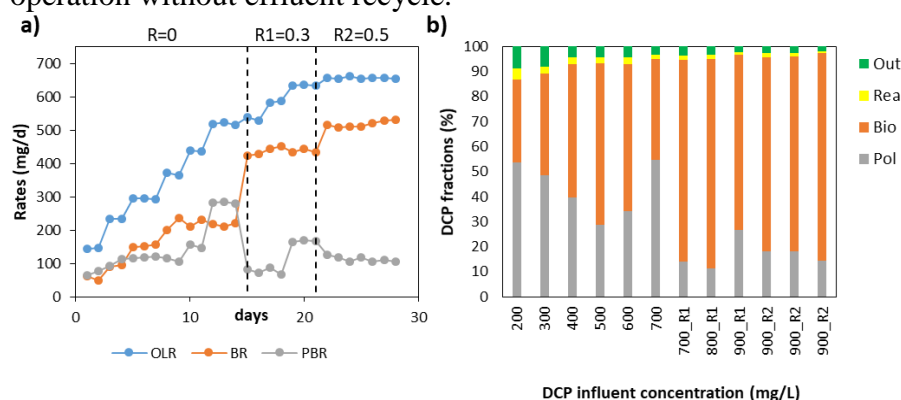 operation without effluent recycle.
a)
R=0 R1=0.3 R2=0.5
Rates (mg/d)
700
600
500
400
300
200
100
0
0 10 20 30
days
OLR BR PBR
b)
DCP fractions (%)
100
90
80
70
60
50
40
30
20
10
0
200 300 400 500 600 700 700_R1 800_R1 900_R1 900_R2 900_R2 900_R2
DCP influent concentration (mg/L)
Out
Rea
Bio
Pol